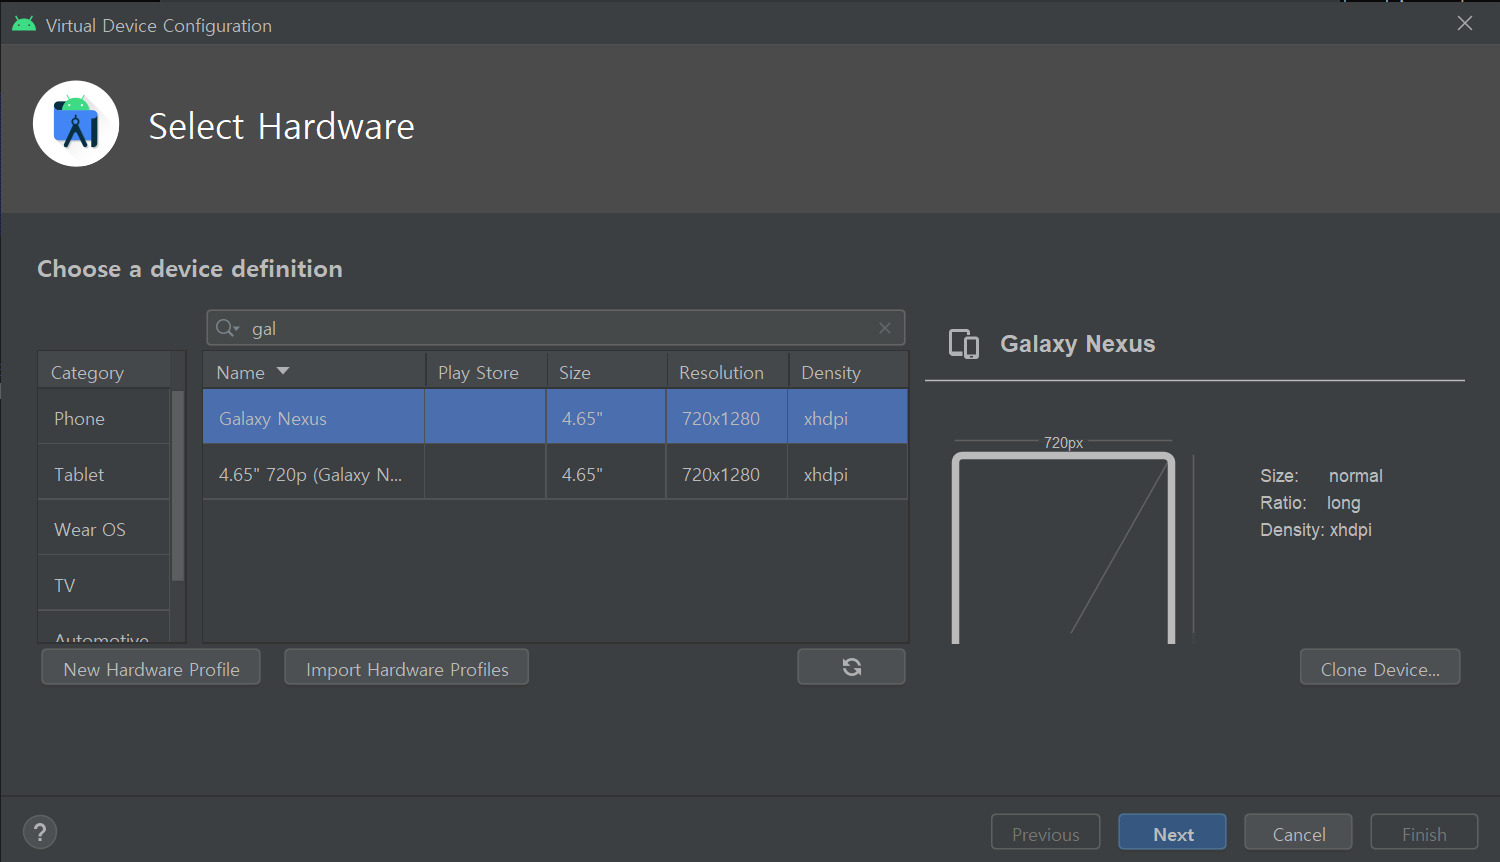 Virtual Device Configuration
Select Hardware
Choose a device definition
gal
Category
Phone
Tablet
Wear OS
TV
Automotive
Name Play Store Size Resolution Density
Galaxy Nexus 4.65" 720x1280 xhdpi
4.65" 720p (Galaxy N... 4.65" 720x1280 xhdpi
Galaxy Nexus
720px
Size: normal
Ratio: long
Density: xhdpi
New Hardware Profile Import Hardware Profiles Clone Device...
? Previous Next Cancel Finish